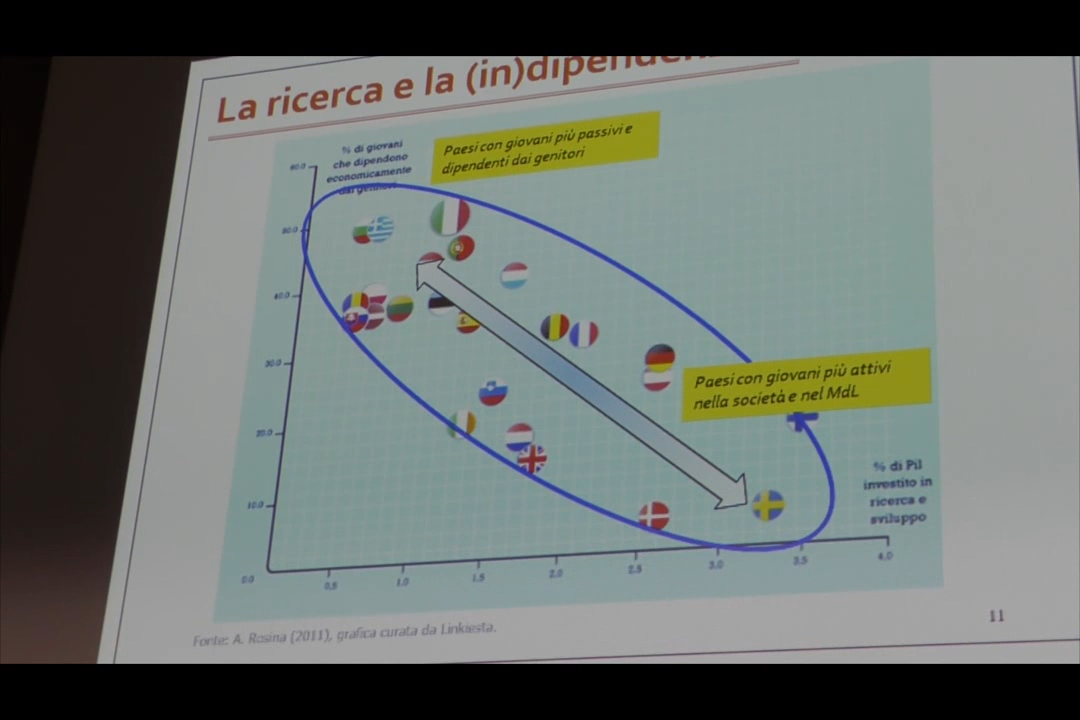 La ricerca e la (in)dipenden
% di giovani
che dipendono
economicamente
dai genitori
Paesi con giovani più passivi e
dipendenti dai genitori
60.0
50.0
40.0
30.0
20.0
10.0
0.0
Paesi con giovani più attivi
nella società e nel MdL
% di Pil
investito in
ricerca e
sviluppo
0,5
1,0
1,5
2,0
2,5
3,0
3,5
4,0
Fonte: A. Rosina (2011), grafica curata da Linkiesta.
11